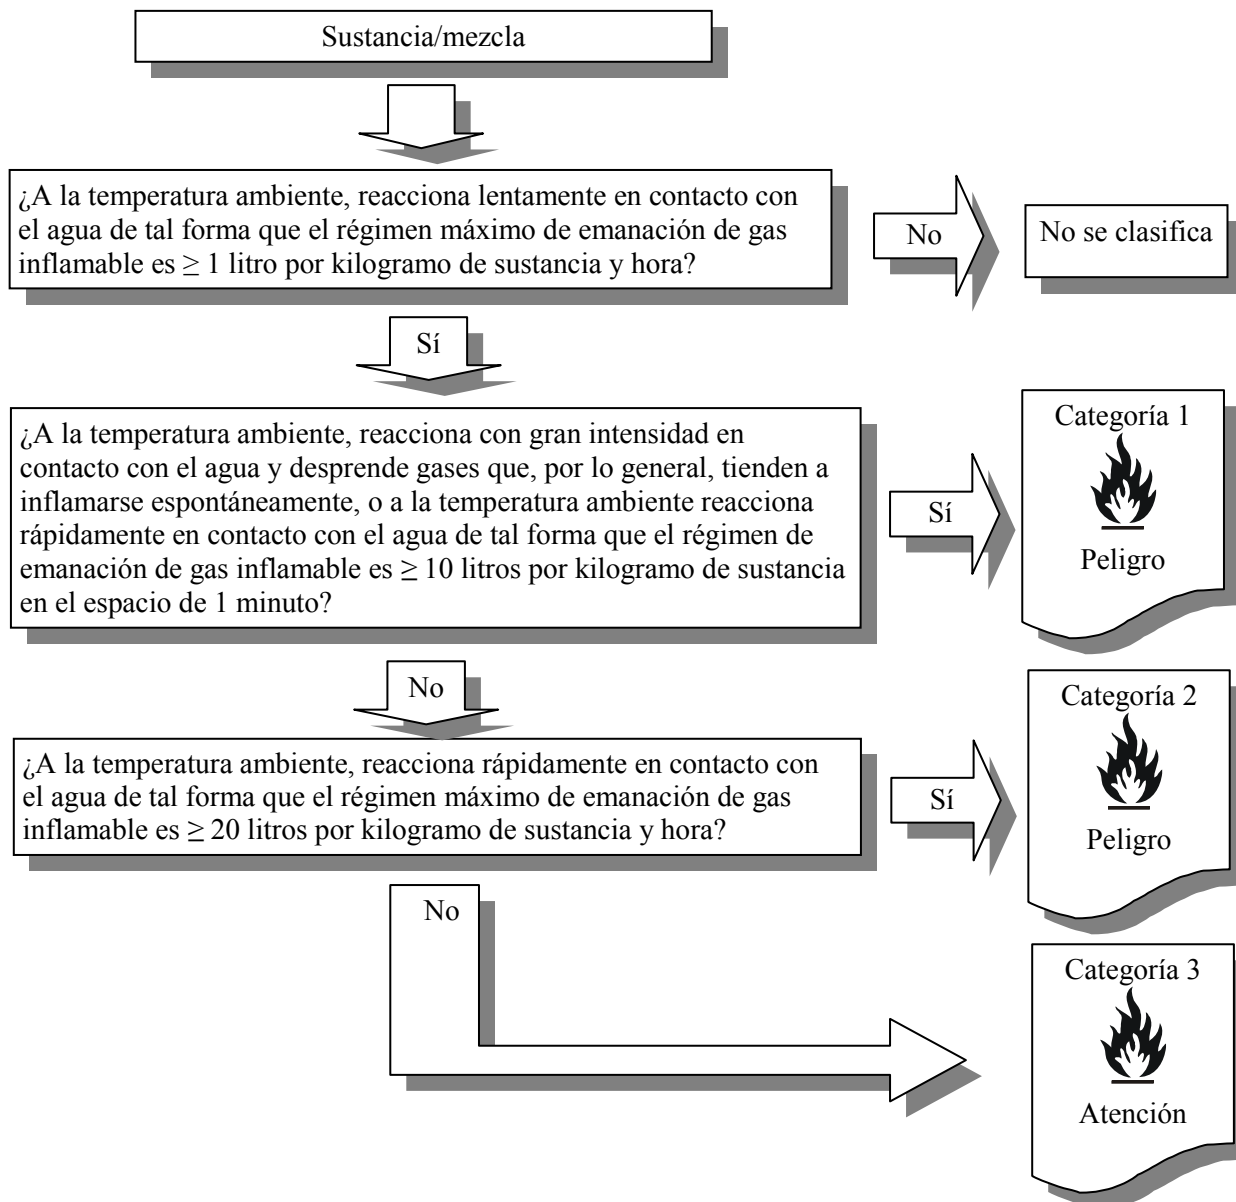 Sustancia/mezcla
¿A la temperatura ambiente, reacciona lentamente en contacto con
el agua de tal forma que el régimen máximo de emanación de gas
inflamable es ≥ 1 litro por kilogramo de sustancia y hora?
No
No se clasifica
Sí
¿A la temperatura ambiente, reacciona con gran intensidad en
contacto con el agua y desprende gases que, por lo general, tienden a
inflamarse espontáneamente, o a la temperatura ambiente reacciona
rápidamente en contacto con el agua de tal forma que el régimen de
emanación de gas inflamable es ≥ 10 litros por kilogramo de sustancia
en el espacio de 1 minuto?
Sí
Categoría 1
Peligro
No
¿A la temperatura ambiente, reacciona rápidamente en contacto con
el agua de tal forma que el régimen máximo de emanación de gas
inflamable es ≥ 20 litros por kilogramo de sustancia y hora?
Sí
Categoría 2
Peligro
No
Categoría 3
Atención